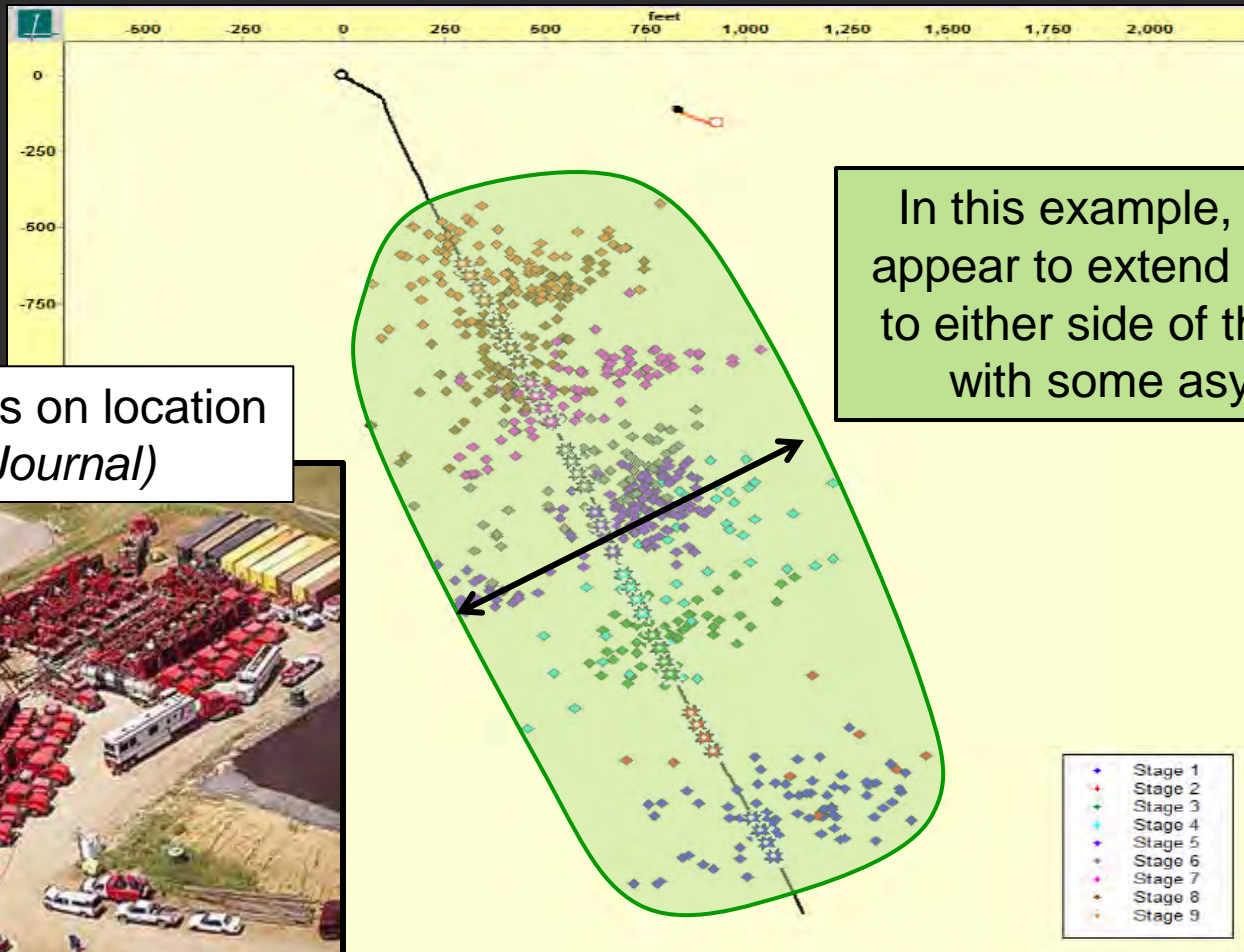 feet
-500 -250 0 250 500 750 1,000 1,250 1,500 1,750 2,000
0
-250
-500
-750
In this example,
appear to extend
to either side of th
with some asy
s on location
Journal)
Stage 1
Stage 2
Stage 3
Stage 4
Stage 5
Stage 6
Stage 7
Stage 8
Stage 9